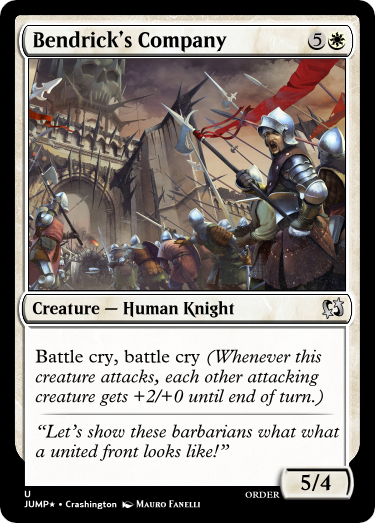 Bendrick's Company 5
Creature — Human Knight
Battle cry, battle cry (Whenever this
creature attacks, each other attacking
creature gets +2/+0 until end of turn.)
“Let's show these barbarians what what
a united front looks like!”
5/4
U
JUMP★ • Crashington Mauro Fanelli
ORDER